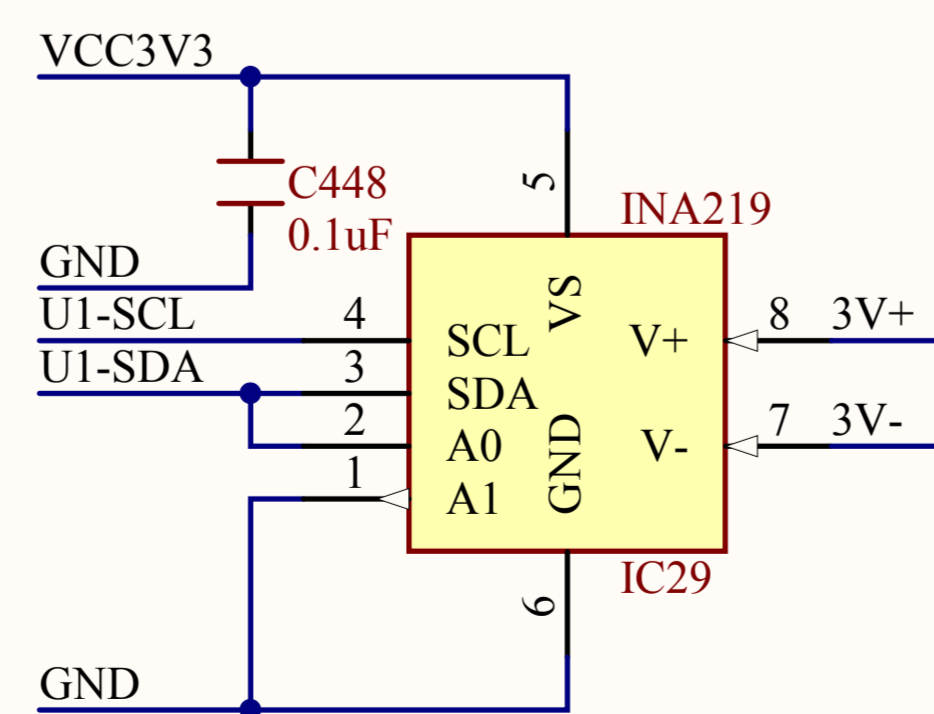 VCC3V3
C448
0.1uF
GND
U1-SCL
U1-SDA
4
3
2
1
5
INA219
VS
SCL
SDA
A0
A1
GND
V+
V-
8
3V+
7
3V-
IC29
6
GND